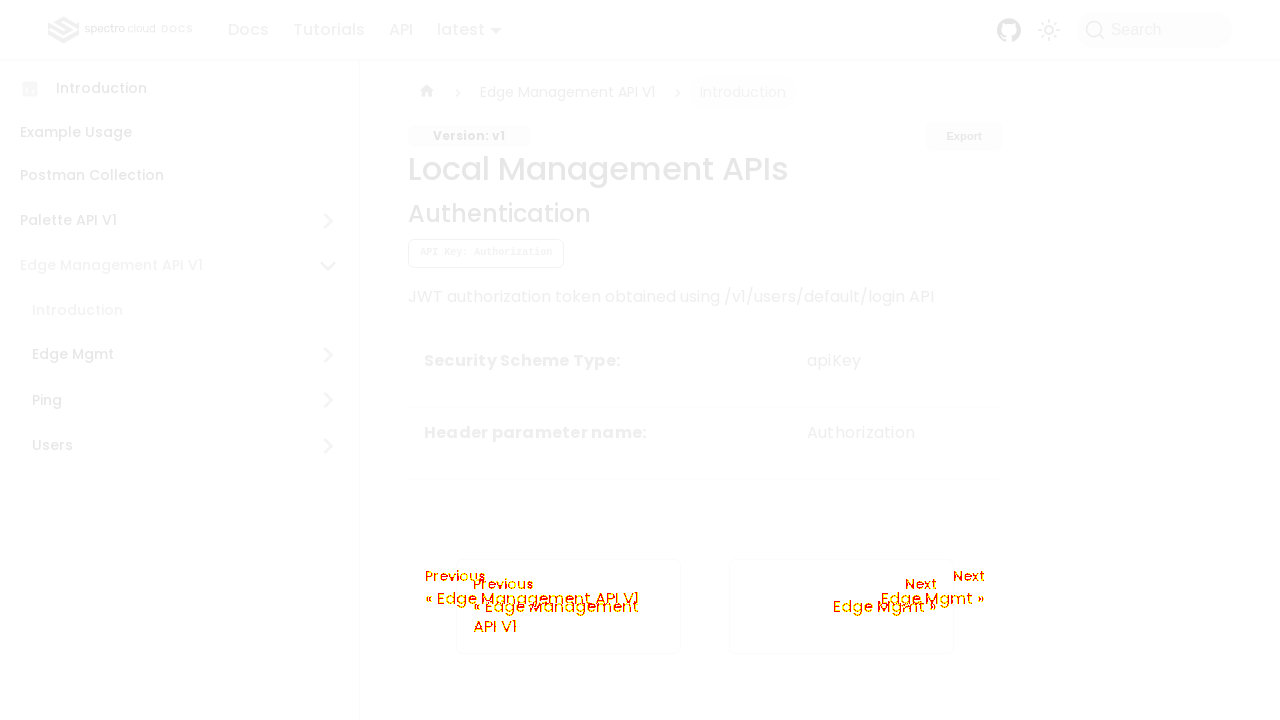 spectro cloud DOCS
Docs
Tutorials
API
latest
Search
Introduction
Example Usage
Postman Collection
Palette API V1
Edge Management API V1
Introduction
Edge Mgmt
Ping
Users
Edge Management API V1
Introduction
Version: v1
Export
Local Management APIs
Authentication
API Key: Authorization
JWT authorization token obtained using /v1/users/default/login API
Security Scheme Type:
apiKey
Header parameter name:
Authorization
Previous
« Edge Management API V1
Previous
« Edge Management
API V1
Next
Edge Mgmt »
Next
Edge Mgmt »